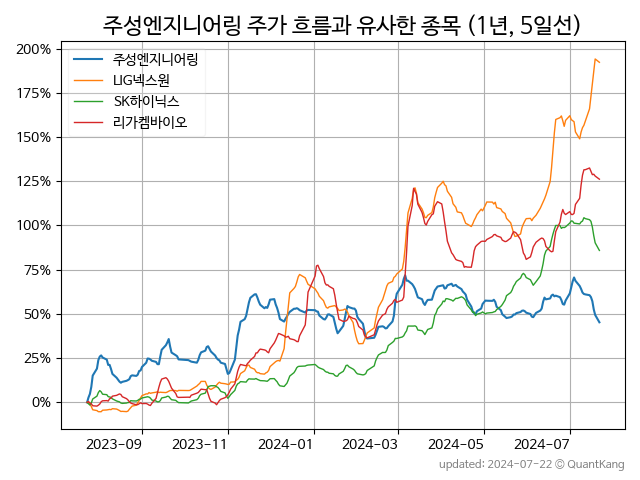 주성엔지니어링 주가 흐름과 유사한 종목 (1년, 5일선)
200%
175%
150%
125%
100%
75%
50%
25%
0%
주성엔지니어링
LIG넥스원
SK하이닉스
리가켐바이오
2023-09
2023-11
2024-01
2024-03
2024-05
2024-07
updated: 2024-07-22 © QuantKang